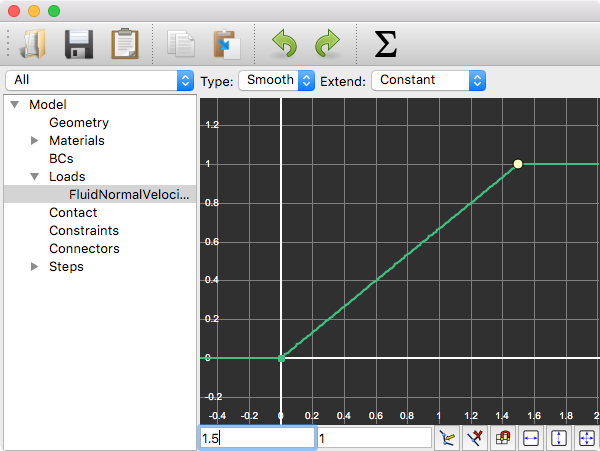 Σ
All Type: Smooth Extend: Constant
Model
Geometry
Materials
BCs
Loads
FluidNormalVeloci...
Contact
Constraints
Connectors
Steps
1.2
1
0.8
0.6
0.4
0.2
0
-0.2
-0.4 -0.2 0 0.2 0.4 0.6 0.8 1 1.2 1.4 1.6 1.8 2
1.5 1